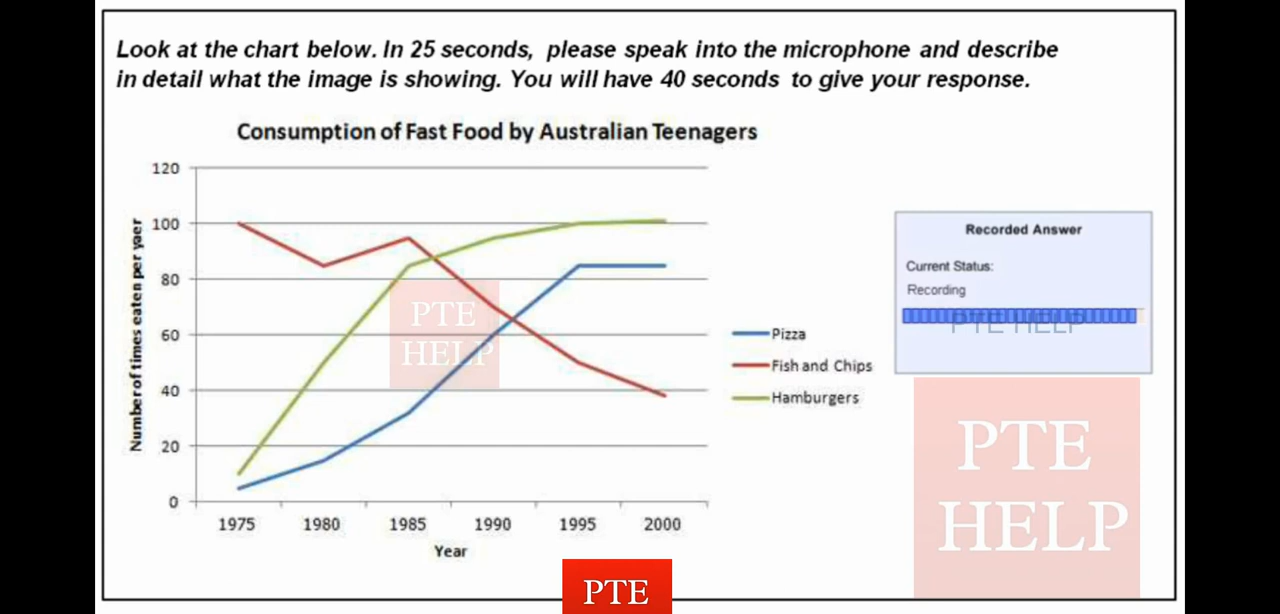 Look at the chart below. In 25 seconds, please speak into the microphone and describe
in detail what the image is showing. You will have 40 seconds to give your response.
Consumption of Fast Food by Australian Teenagers
Number of times eaten per yaer
120
100
80
60
40
20
0
1975 1980 1985 1990 1995 2000
Year
PTE
HELP
Pizza
Fish and Chips
Hamburgers
Recorded Answer
Current Status:
Recording
PTE HELP
PTE
HELP
PTE